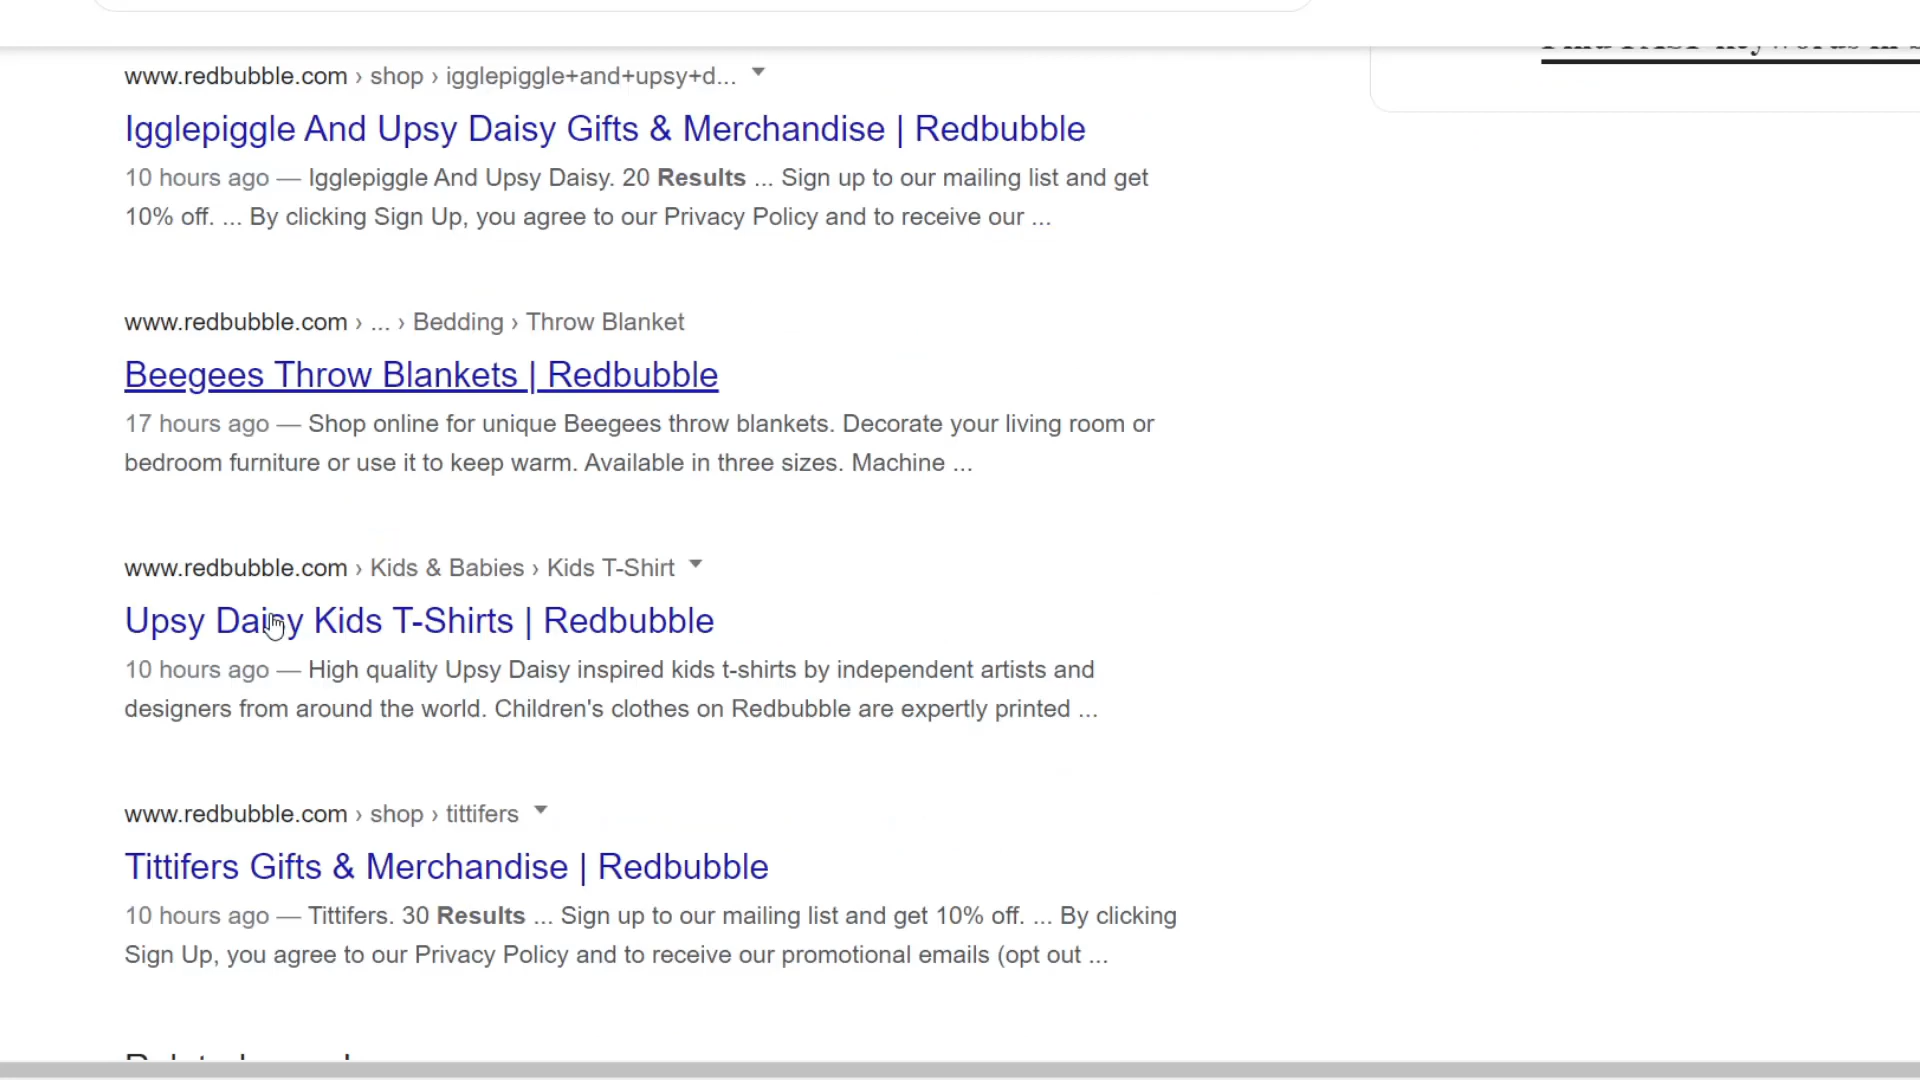 www.redbubble.com › shop › igglepiggle+and+upsy+d...
Igglepiggle And Upsy Daisy Gifts & Merchandise | Redbubble
10 hours ago — Igglepiggle And Upsy Daisy. 20 Results ... Sign up to our mailing list and get
10% off. ... By clicking Sign Up, you agree to our Privacy Policy and to receive our ...
www.redbubble.com › ... › Bedding › Throw Blanket
Beegees Throw Blankets | Redbubble
17 hours ago — Shop online for unique Beegees throw blankets. Decorate your living room or
bedroom furniture or use it to keep warm. Available in three sizes. Machine ...
www.redbubble.com › Kids & Babies › Kids T-Shirt
Upsy Daisy Kids T-Shirts | Redbubble
10 hours ago — High quality Upsy Daisy inspired kids t-shirts by independent artists and
designers from around the world. Children's clothes on Redbubble are expertly printed ...
www.redbubble.com › shop › tittifers
Tittifers Gifts & Merchandise | Redbubble
10 hours ago — Tittifers. 30 Results ... Sign up to our mailing list and get 10% off. ... By clicking
Sign Up, you agree to our Privacy Policy and to receive our promotional emails (opt out ...